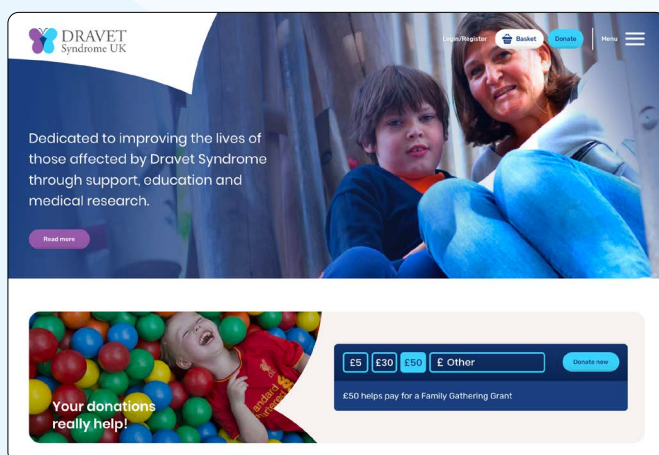 DRAVET
Syndrome UK
Login/Register
Basket
Donate
Menu
Dedicated to improving the lives of
those affected by Dravet Syndrome
through support, education and
medical research.
Read more
Your donations
really help!
£5
£30
£50
£ Other
Donate now
£50 helps pay for a Family Gathering Grant